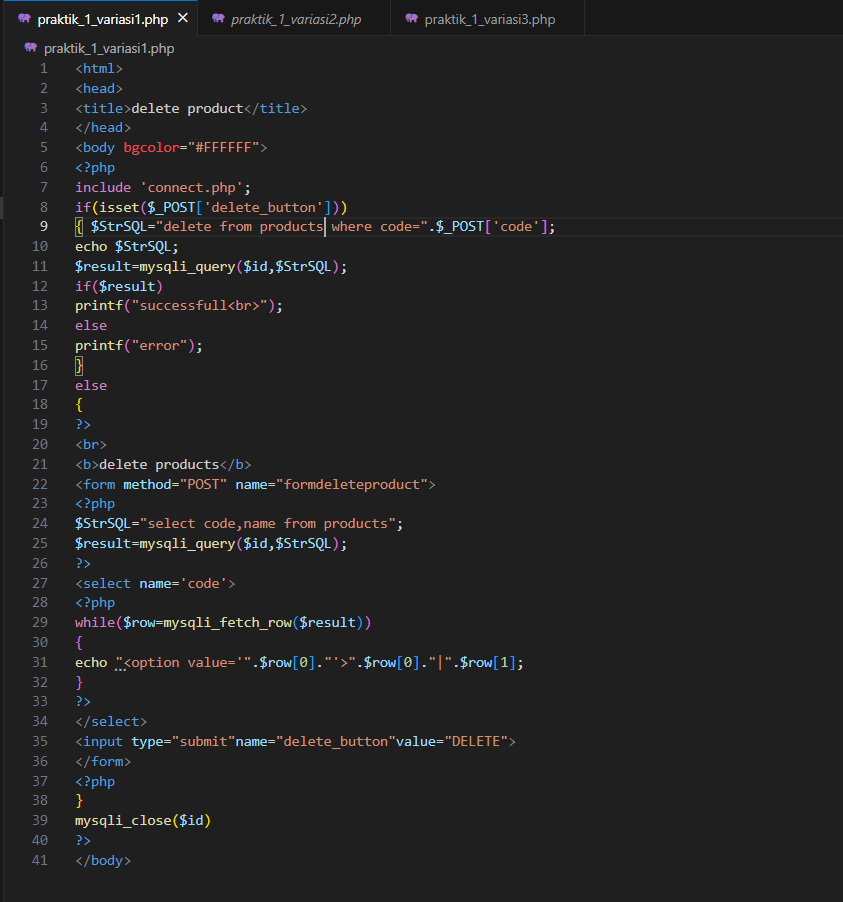 praktik_1_variasi1.php × praktik_1_variasi2.php praktik_1_variasi3.php
praktik_1_variasi1.php
1 <html>
2 <head>
3 <title>delete product</title>
4 </head>
5 <body bgcolor="#FFFFFF">
6 <?php
7 include 'connect.php';
8 if(isset($_POST['delete_button']))
9 { $StrSQL="delete from products where code=".$_POST['code'];
10 echo $StrSQL;
11 $result=mysqli_query($id,$StrSQL);
12 if($result)
13 printf("successfull<br>");
14 else
15 printf("error");
16 }
17 else
18 {
19 ?>
20 <br>
21 <b>delete products</b>
22 <form method="POST" name="formdeleteproduct">
23 <?php
24 $StrSQL="select code,name from products";
25 $result=mysqli_query($id,$StrSQL);
26 ?>
27 <select name='code'>
28 <?php
29 while($row=mysqli_fetch_row($result))
30 {
31 echo "<option value='".$row[0]."'>".$row[0]."|".$row[1];
32 }
33 ?>
34 </select>
35 <input type="submit"name="delete_button"value="DELETE">
36 </form>
37 <?php
38 }
39 mysqli_close($id)
40 ?>
41 </body>